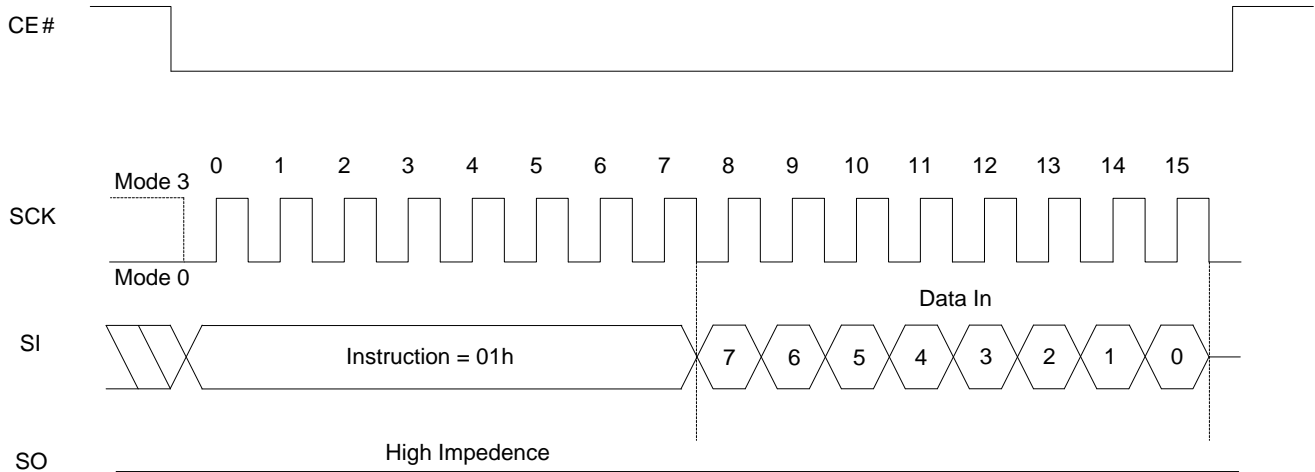 CE#
0 1 2 3 4 5 6 7 8 9 10 11 12 13 14 15
Mode 3
SCK
Mode 0
Data In
SI
Instruction = 01h
7 6 5 4 3 2 1 0
High Impedence
SO